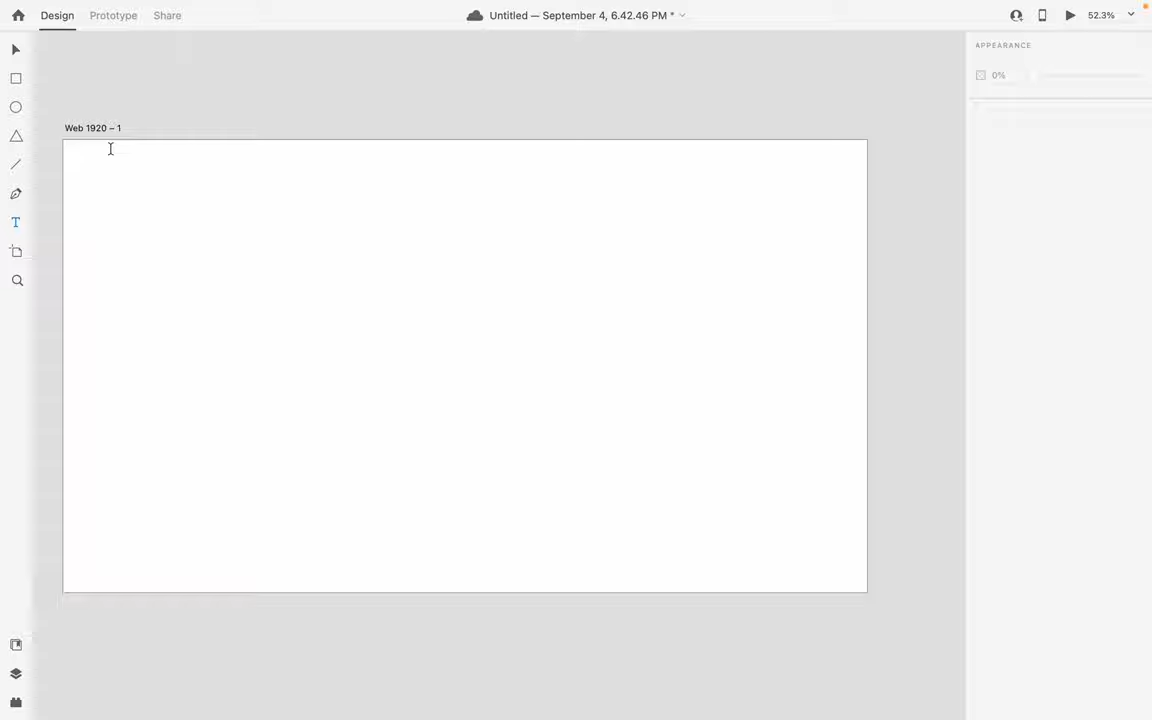 Design Prototype Share
Untitled — September 4, 6.42.46 PM *
52.3%
APPEARANCE
0%
Web 1920 – 1
T